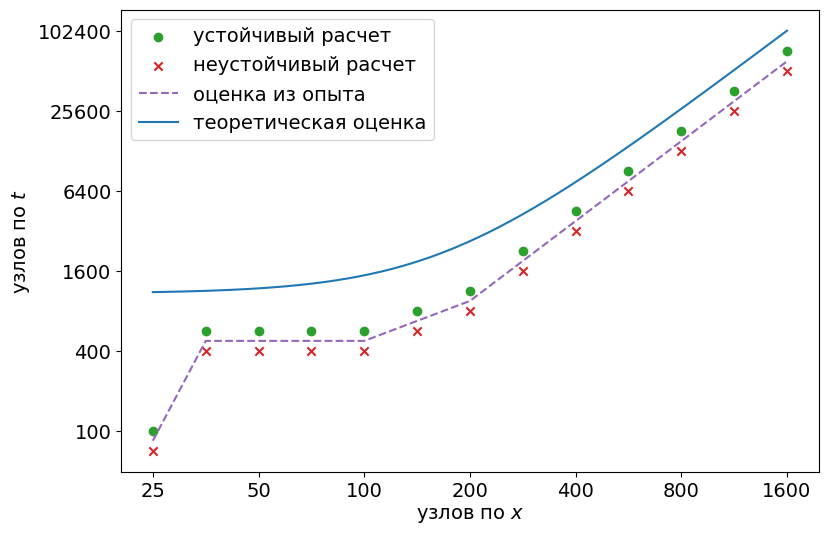 устойчивый расчет
неустойчивый расчет
оценка из опыта
теоретическая оценка
узлов по t
102400
25600
6400
1600
400
100
25 50 100 200 400 800 1600
узлов по x